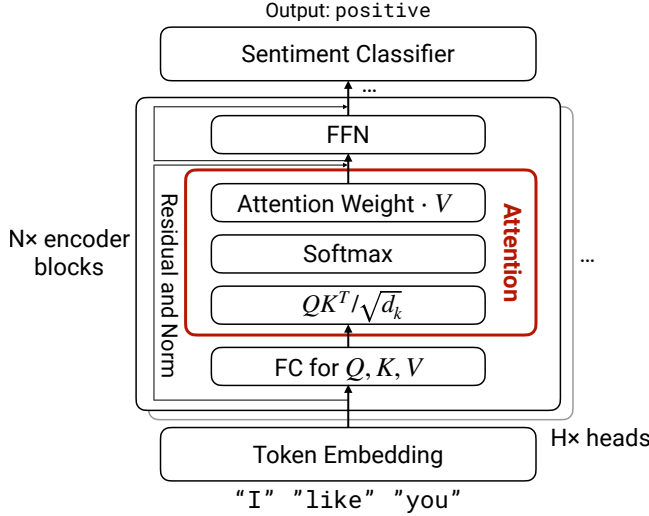 Output: positive
Sentiment Classifier
...
FFN
Residual and Norm
Attention Weight · V
Attention
N× encoder
blocks
Softmax
...
QK^T/√d_k
FC for Q, K, V
H× heads
Token Embedding
“I” ”like” ”you”